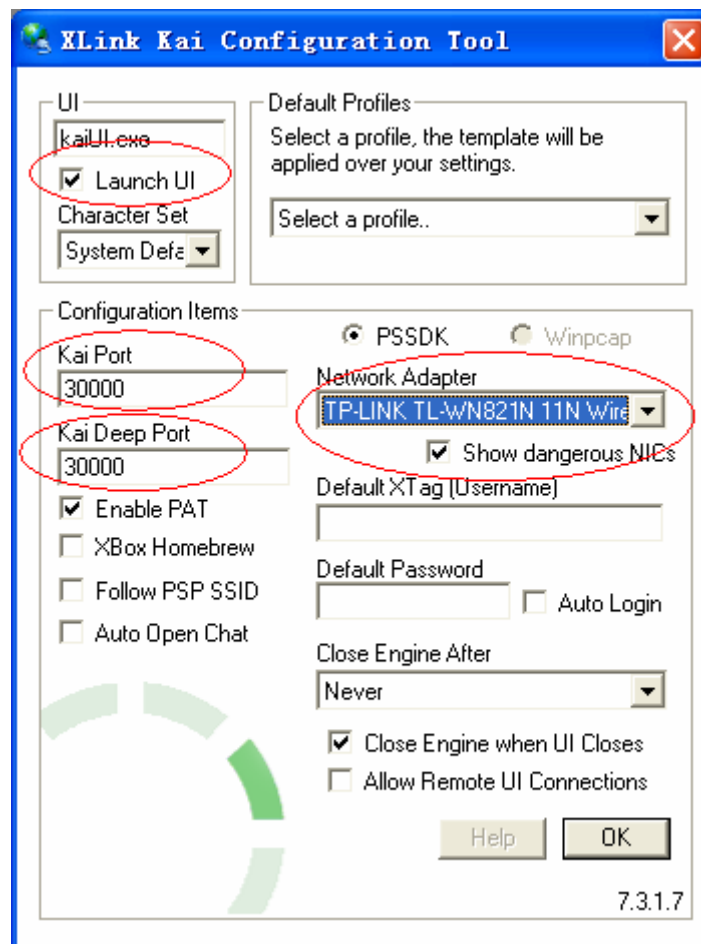 XLink Kai Configuration Tool
UI
kaiUI.exe
Launch UI
Character Set
System Defa
Default Profiles
Select a profile, the template will be
applied over your settings.
Select a profile..
Configuration Items
PSSDK
Winpcap
Kai Port
30000
Kai Deep Port
30000
Enable PAT
XBox Homebrew
Follow PSP SSID
Auto Open Chat
Network Adapter
TP-LINK TL-WN821N 11N Wire
Show dangerous NICs
Default XTag (Username)
Default Password
Auto Login
Close Engine After
Never
Close Engine when UI Closes
Allow Remote UI Connections
Help
OK
7.3.1.7